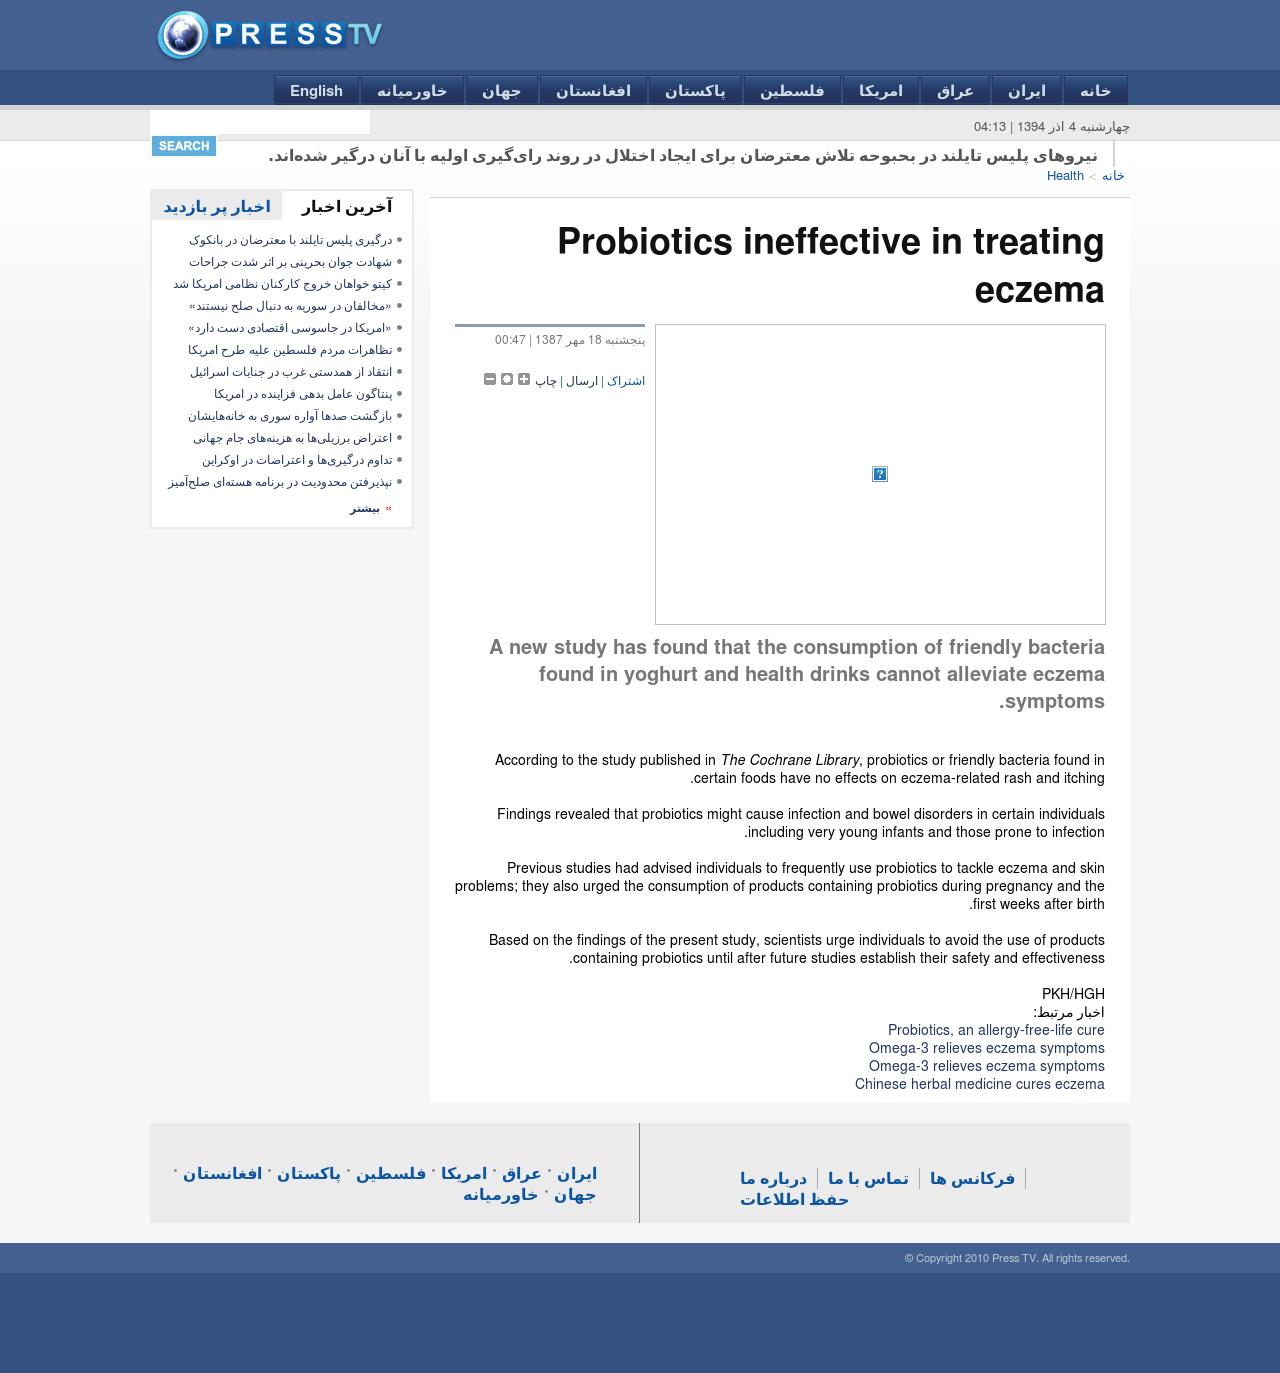 PRESS TV
خانه
ایران
عراق
امریکا
فلسطین
پاکستان
افغانستان
جهان
خاورمیانه
English
چهارشنبه 4 اذر 1394 | 04:13
SEARCH
نیروهای پلیس تایلند در بحبوحه تلاش معترضان برای ایجاد اختلال در روند رای‌گیری اولیه با آنان درگیر شده‌اند.
خانه > Health
Probiotics ineffective in treating
eczema
پنجشنبه 18 مهر 1387 | 00:47
اشتراک | ارسال | چاپ
A new study has found that the consumption of friendly bacteria
found in yoghurt and health drinks cannot alleviate eczema
.symptoms
According to the study published in The Cochrane Library, probiotics or friendly bacteria found in
.certain foods have no effects on eczema-related rash and itching
Findings revealed that probiotics might cause infection and bowel disorders in certain individuals
.including very young infants and those prone to infection
Previous studies had advised individuals to frequently use probiotics to tackle eczema and skin
problems; they also urged the consumption of products containing probiotics during pregnancy and the
.first weeks after birth
Based on the findings of the present study, scientists urge individuals to avoid the use of products
.containing probiotics until after future studies establish their safety and effectiveness
PKH/HGH
اخبار مرتبط:
Probiotics, an allergy-free-life cure
Omega-3 relieves eczema symptoms
Omega-3 relieves eczema symptoms
Chinese herbal medicine cures eczema
آخرین اخبار
اخبار پر بازدید
درگیری پلیس تایلند با معترضان در بانکوک
شهادت جوان بحرینی بر اثر شدت جراحات
کیتو خواهان خروج کارکنان نظامی امریکا شد
«مخالفان در سوریه به دنبال صلح نیستند»
«امریکا در جاسوسی اقتصادی دست دارد»
تظاهرات مردم فلسطین علیه طرح امریکا
انتقاد از همدستی غرب در جنایات اسرائیل
پنتاگون عامل بدهی فزاینده در امریکا
بازگشت صدها آواره سوری به خانه‌هایشان
اعتراض برزیلی‌ها به هزینه‌های جام جهانی
تداوم درگیری‌ها و اعتراضات در اوکراین
نپذیرفتن محدودیت در برنامه هسته‌ای صلح‌آمیز
» بیشتر
فرکانس ها
تماس با ما
درباره ما
حفظ اطلاعات
ایران · عراق · امریکا · فلسطین · پاکستان · افغانستان ·
جهان · خاورمیانه
© Copyright 2010 Press TV. All rights reserved.